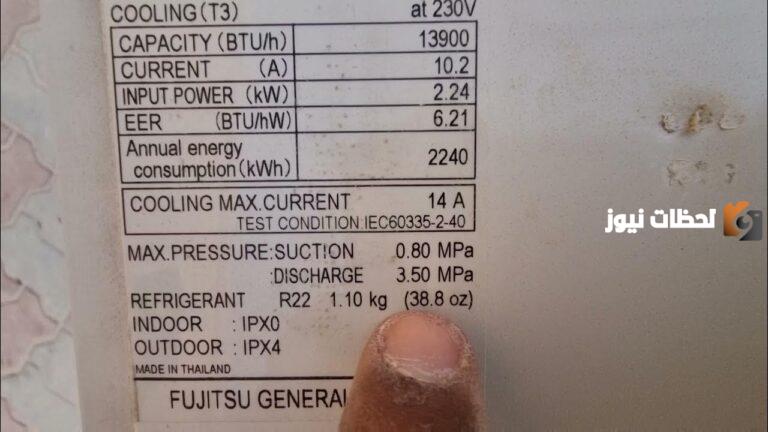 COOLING (T3) at 230V
CAPACITY (BTU/h) 13900
CURRENT (A) 10.2
INPUT POWER (kW) 2.24
EER (BTU/hW) 6.21
Annual energy
consumption (kWh) 2240
COOLING MAX.CURRENT 14 A
TEST CONDITION:IEC60335-2-40
MAX.PRESSURE:SUCTION 0.80 MPa
:DISCHARGE 3.50 MPa
REFRIGERANT R22 1.10 kg (38.8 oz)
INDOOR : IPX0
OUTDOOR : IPX4
MADE IN THAILAND
FUJITSU GENERAL
لحظات نيوز